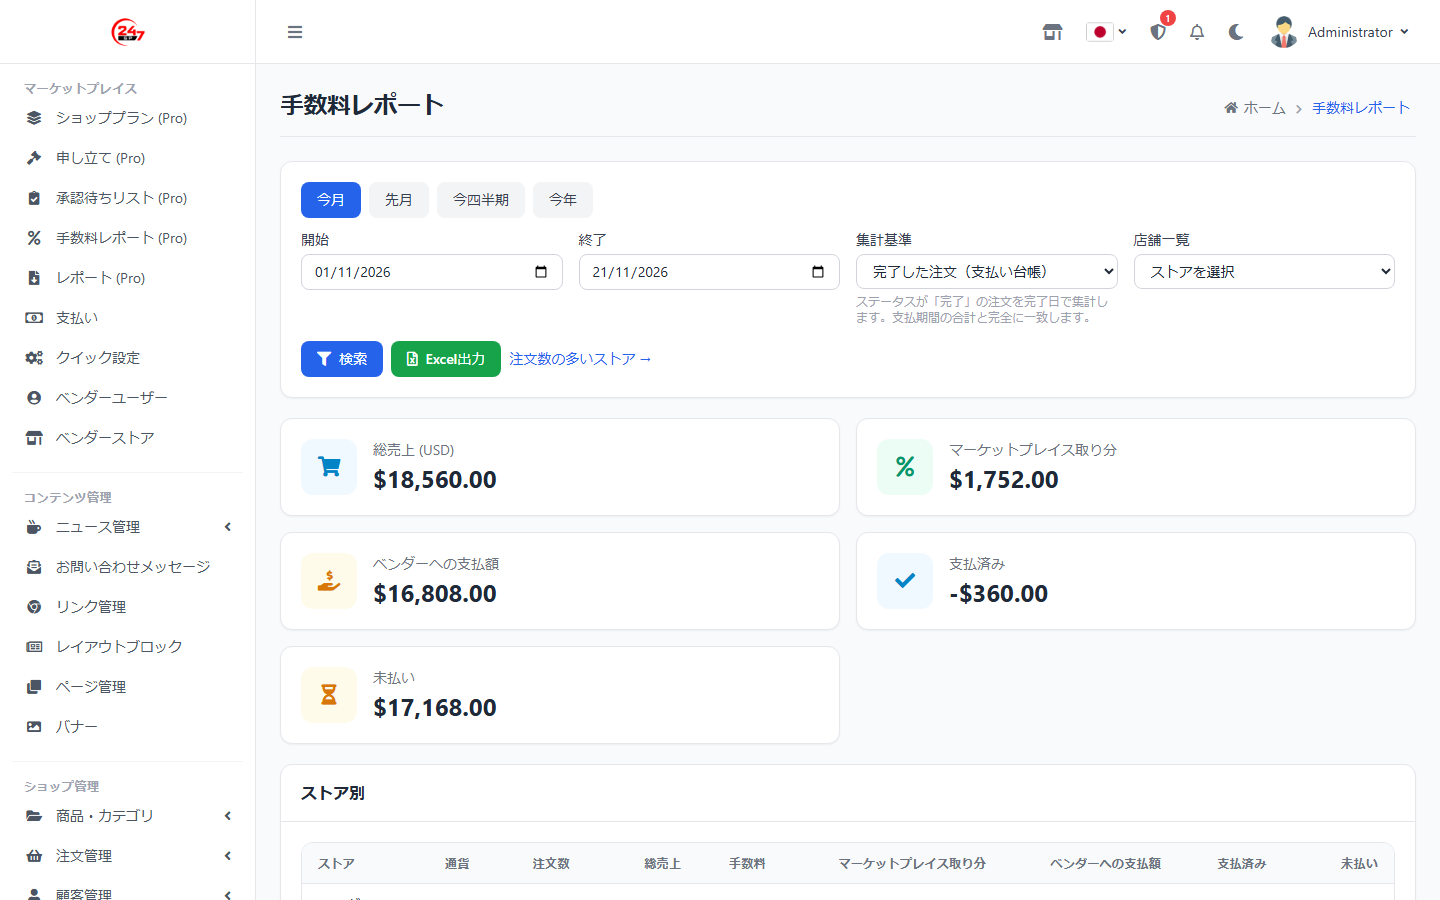 247
Administrator
1
マーケットプレイス
ショッププラン (Pro)
申し立て (Pro)
承認待ちリスト (Pro)
手数料レポート (Pro)
レポート (Pro)
支払い
クイック設定
ベンダーユーザー
ベンダーストア
コンテンツ管理
ニュース管理
お問い合わせメッセージ
リンク管理
レイアウトブロック
ページ管理
バナー
ショップ管理
商品・カテゴリ
注文管理
顧客管理
手数料レポート
ホーム
手数料レポート
今月
先月
今四半期
今年
開始
終了
集計基準
店舗一覧
01/11/2026
21/11/2026
完了した注文（支払い台帳）
ストアを選択
ステータスが「完了」の注文を完了日で集計し
ます。支払期間の合計と完全に一致します。
検索
Excel出力
注文数の多いストア→
総売上 (USD)
$18,560.00
マーケットプレイス取り分
$1,752.00
ベンダーへの支払額
$16,808.00
支払済み
-$360.00
未払い
$17,168.00
ストア別
ストア
通貨
注文数
総売上
手数料
マーケットプレイス取り分
ベンダーへの支払額
支払済み
未払い